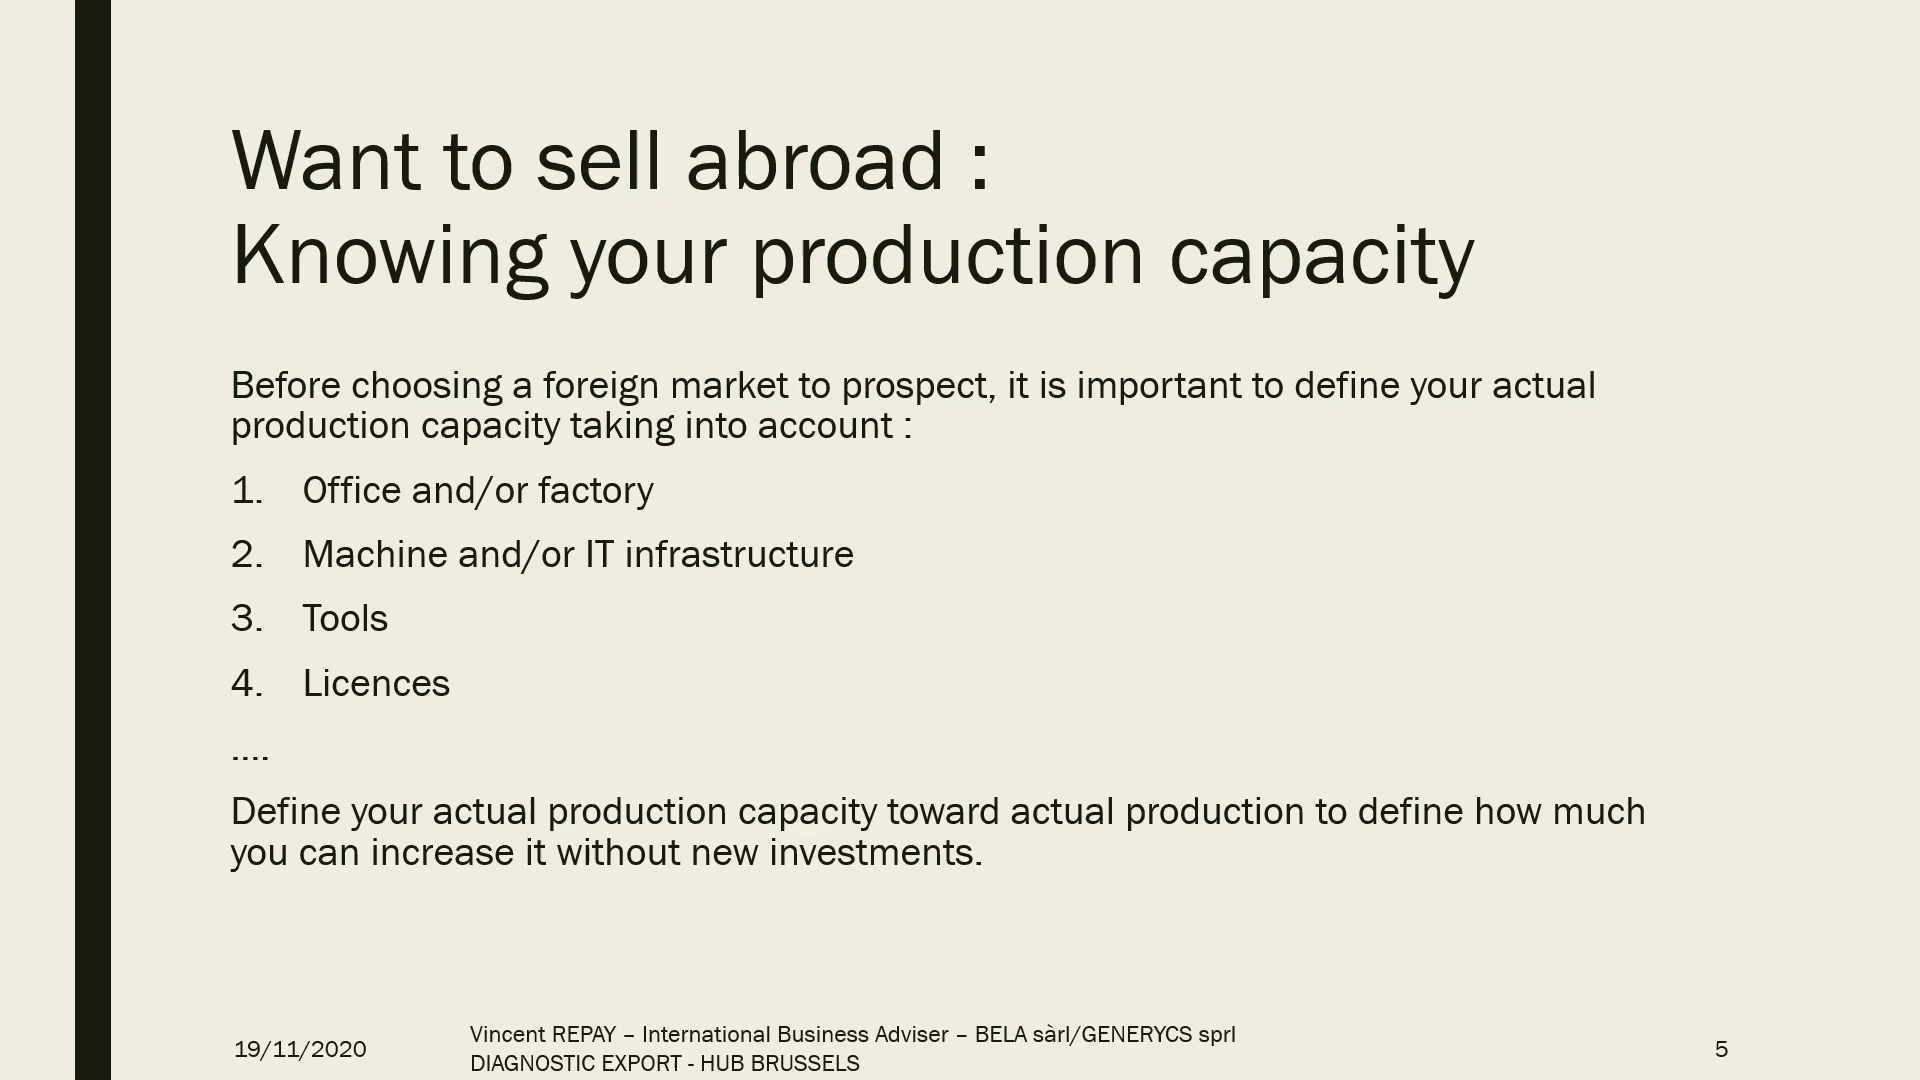 Want to sell abroad :
Knowing your production capacity
Before choosing a foreign market to prospect, it is important to define your actual
production capacity taking into account :
1. Office and/or factory
2. Machine and/or IT infrastructure
3. Tools
4. Licences
....
Define your actual production capacity toward actual production to define how much
you can increase it without new investments.
19/11/2020
Vincent REPAY – International Business Adviser – BELA sàrl/GENERYCS sprl
DIAGNOSTIC EXPORT - HUB BRUSSELS
5